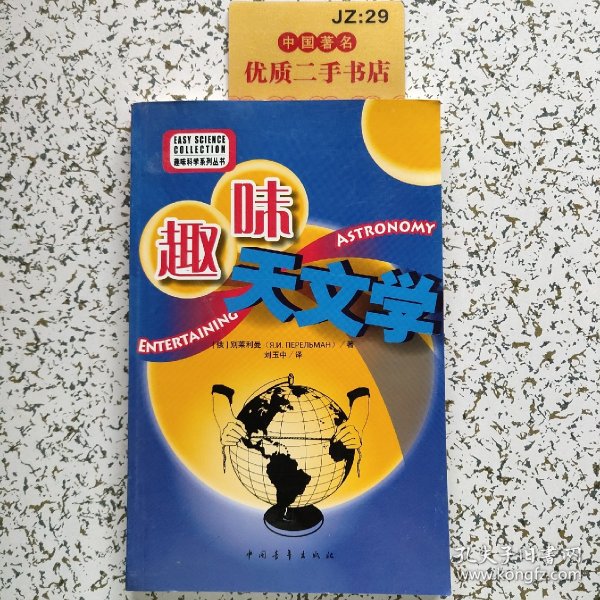 JZ:29
中国著名
优质二手书店
EASY SCIENCE
COLLECTION
趣味科学系列丛书
趣味
ASTRONOMY
天文学
ENTERTAINING
[俄]别莱利曼(Я.И. ПЕРЕЛЬМАН)/著
刘玉中/译
中国青年出版社
孔夫子旧书网
www.kongfz.com